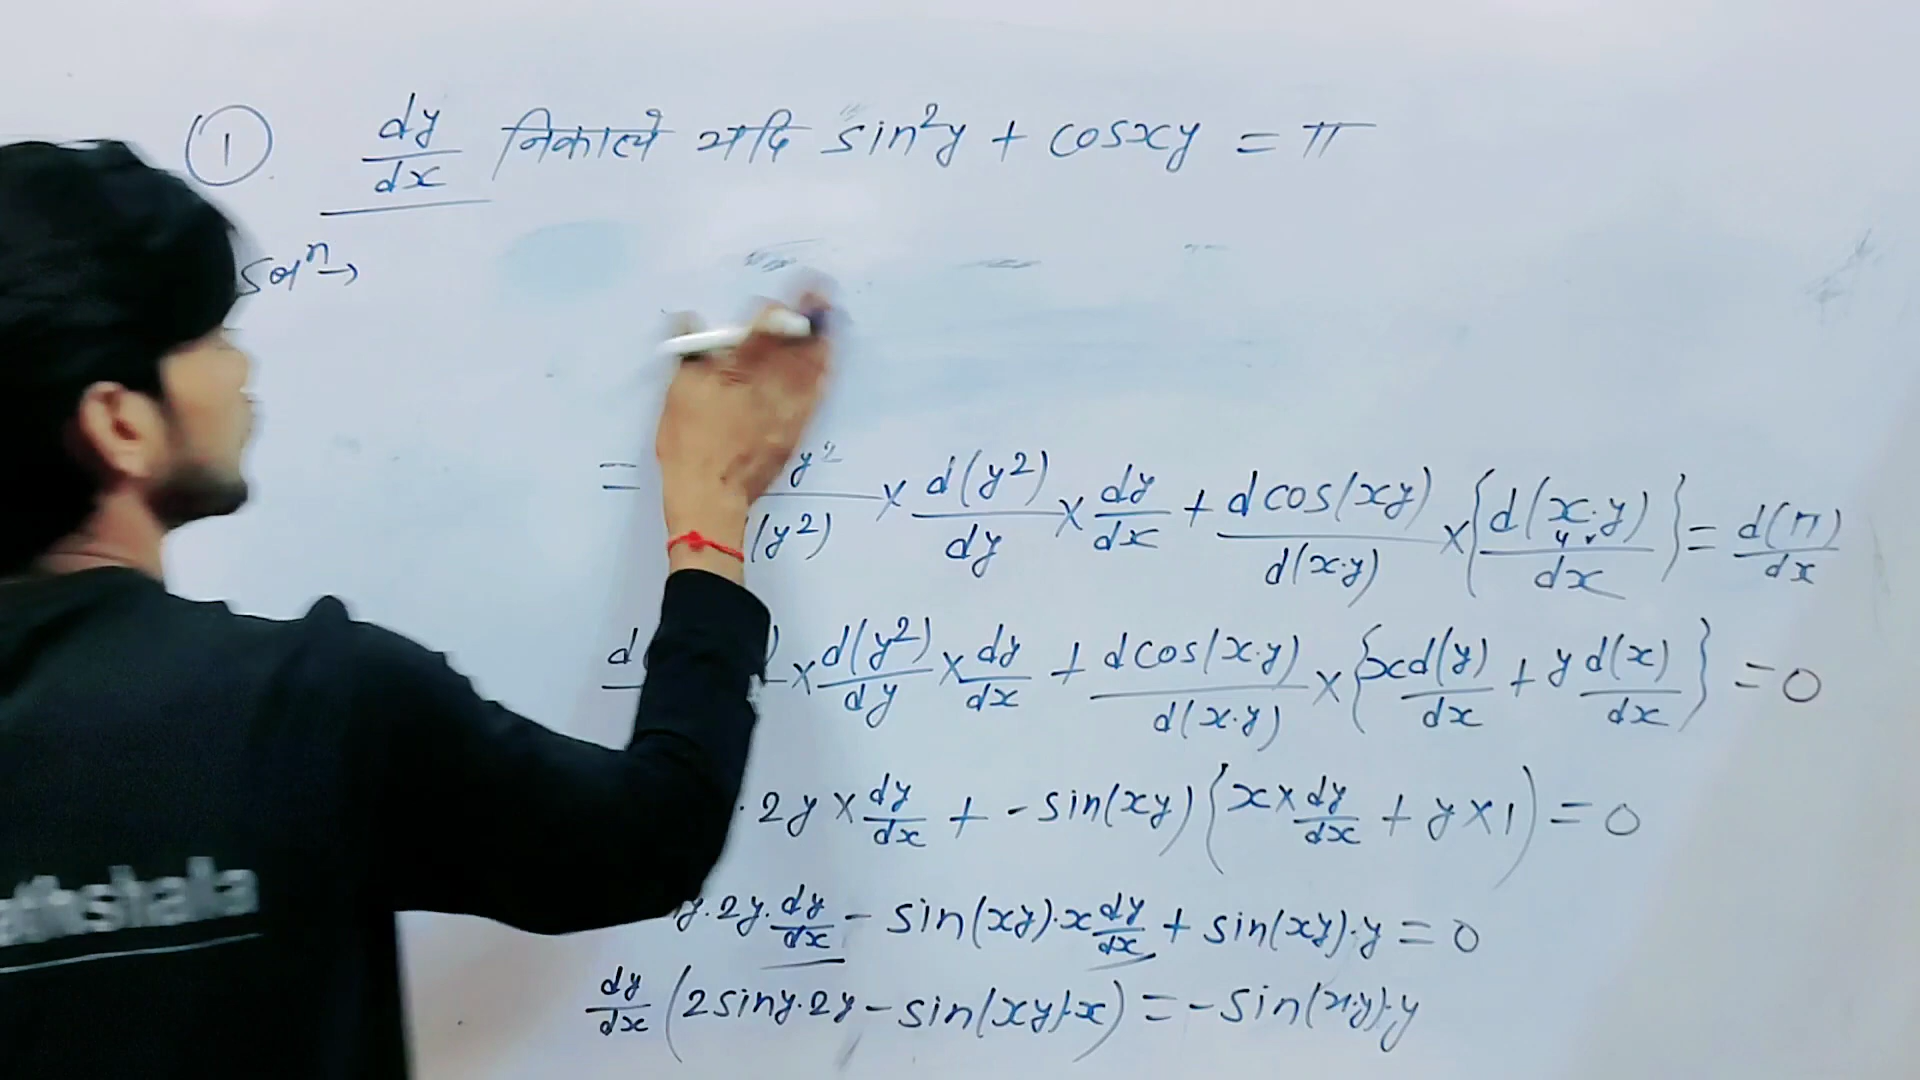 ① dy/dx निकालिये यदि sin²y + cosxy = π
Solⁿ→
= y²/(y²) × d(y²)/dy × dy/dx + d cos(xy)/d(x·y) × {d(x·y)/dx} = d(π)/dx
d × d(y²)/dy × dy/dx + d cos(x·y)/d(x·y) × {x d(y)/dx + y d(x)/dx} = 0
· 2y × dy/dx + - sin(xy) (x × dy/dx + y × 1) = 0
y·2y·dy/dx - sin(xy)·x dy/dx + sin(xy)·y = 0
dy/dx (2siny·2y - sin(xy)·x) = - sin(x·y)·y
athshala